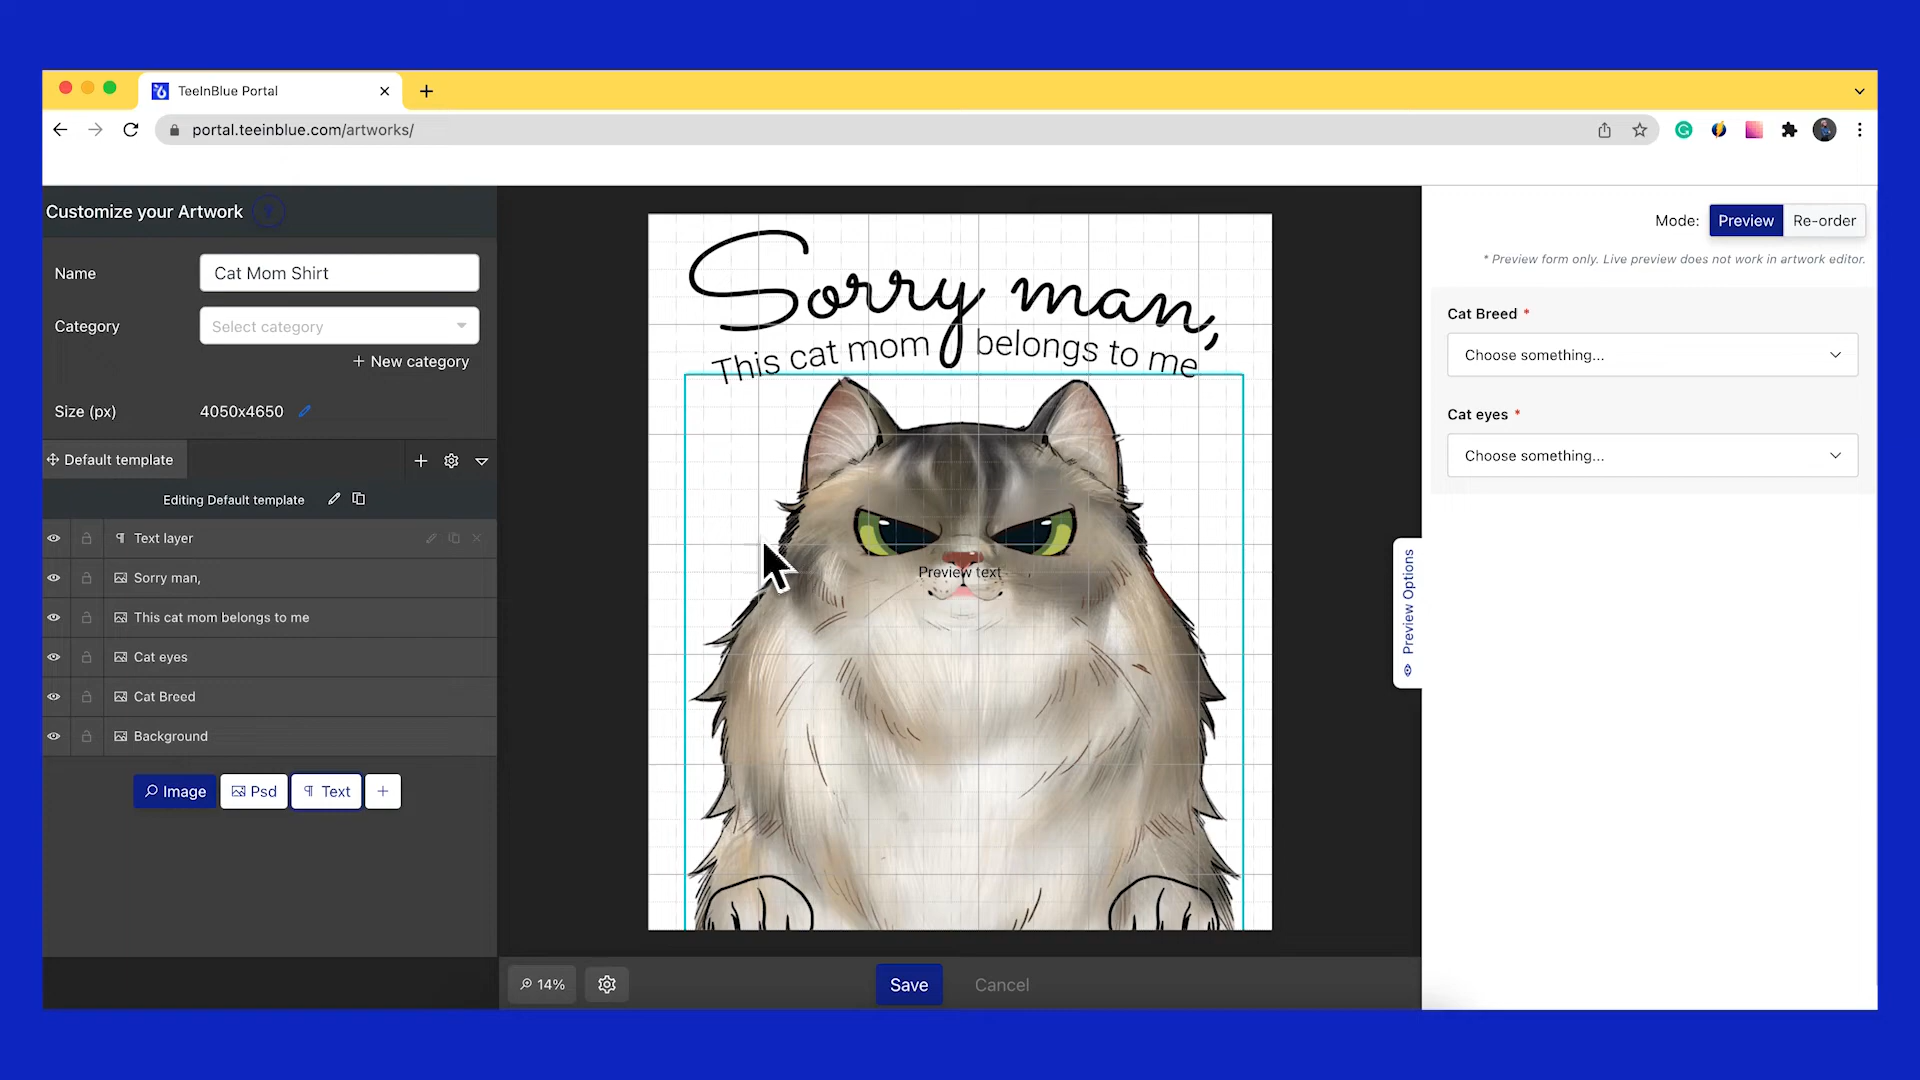 TeeInBlue Portal
portal.teeinblue.com/artworks/
Customize your Artwork ?
Name
Cat Mom Shirt
Category
Select category
+ New category
Size (px)
4050x4650
Default template
Editing Default template
Text layer
Sorry man,
This cat mom belongs to me
Cat eyes
Cat Breed
Background
Image
Psd
Text
+
Sorry man,
This cat mom belongs to me
Preview text
14%
Save
Cancel
Preview Options
Mode:
Preview
Re-order
* Preview form only. Live preview does not work in artwork editor.
Cat Breed *
Choose something...
Cat eyes *
Choose something...